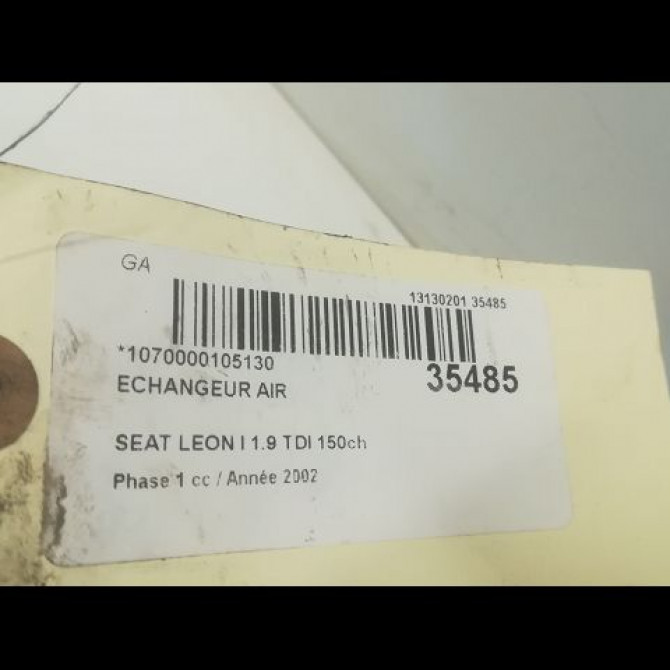 GA
13130201 35485
*1070000105130
35485
ECHANGEUR AIR
SEAT LEON I 1.9 TDI 150ch
Phase 1 cc / Année 2002